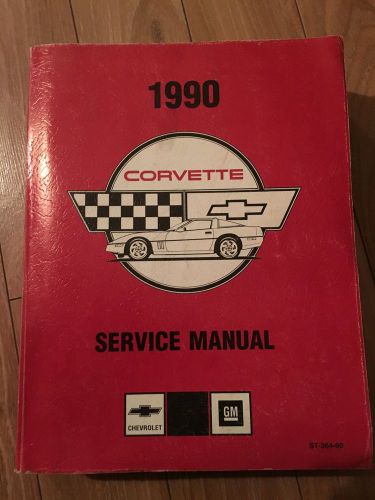 1990
CORVETTE
SERVICE MANUAL
CHEVROLET
GM
ST-364-90